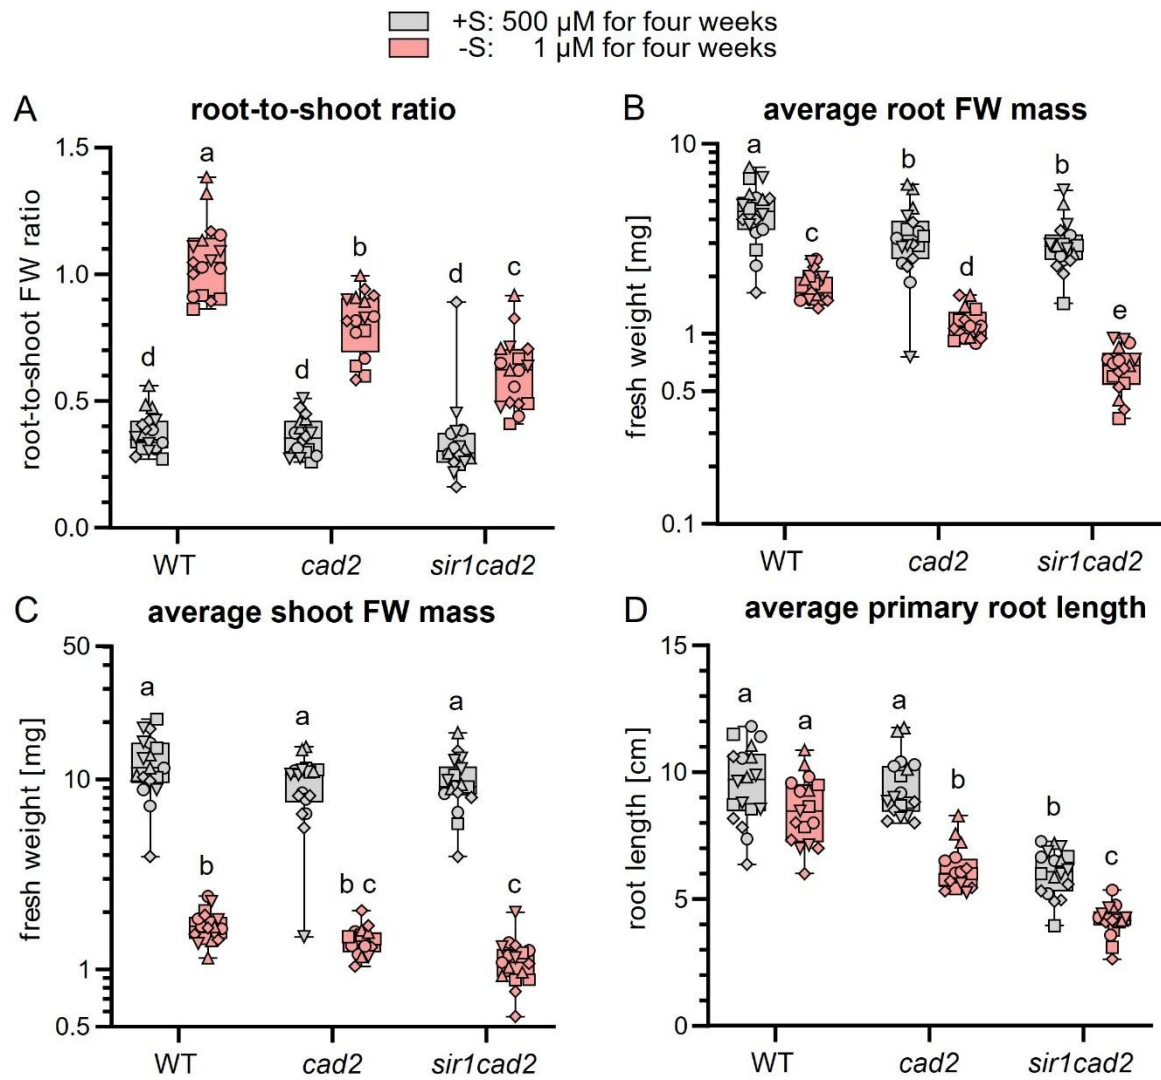 +S: 500 µM for four weeks
-S: 1 µM for four weeks
A root-to-shoot ratio
root-to-shoot FW ratio
1.5
1.0
0.5
0.0
d a d b d c
WT cad2 sir1cad2
B average root FW mass
fresh weight [mg]
10
1
0.5
0.1
a c b d b e
WT cad2 sir1cad2
C average shoot FW mass
fresh weight [mg]
50
10
1
0.5
a b a b c a c
WT cad2 sir1cad2
D average primary root length
root length [cm]
15
10
5
0
a a a b b c
WT cad2 sir1cad2